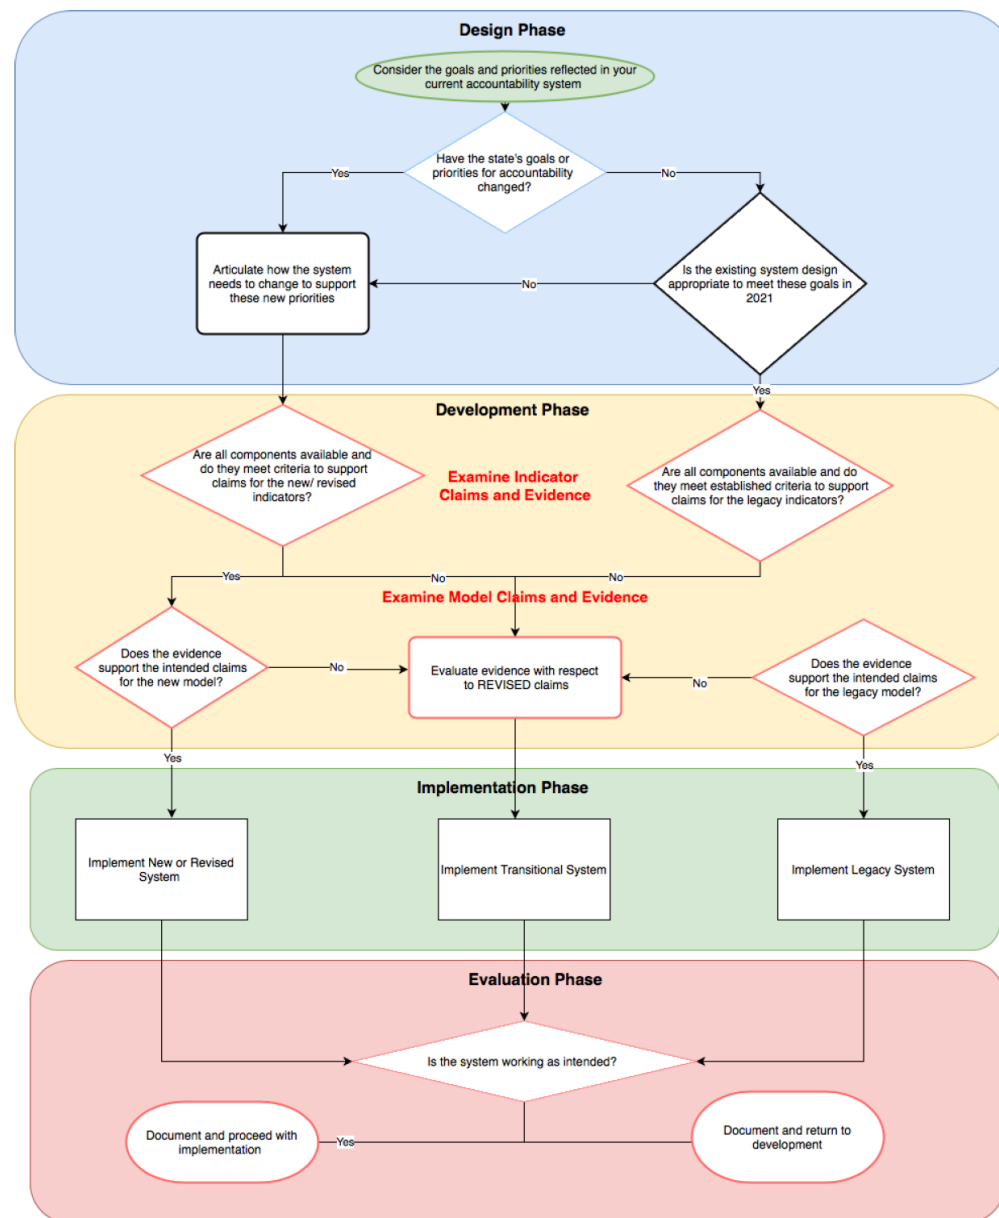 Design Phase
Consider the goals and priorities reflected in your
current accountability system
Have the state's goals or
priorities for accountability
changed?
Yes
No
Articulate how the system
needs to change to support
these new priorities
No
Is the existing system design
appropriate to meet these goals in
2021
Yes
Development Phase
Are all components available and
do they meet criteria to support
claims for the new/ revised
indicators?
Examine Indicator
Claims and Evidence
Are all components available and do
they meet established criteria to support
claims for the legacy indicators?
Yes
No
No
Examine Model Claims and Evidence
Does the evidence
support the intended claims
for the new model?
No
Evaluate evidence with respect
to REVISED claims
No
Does the evidence
support the intended claims
for the legacy model?
Yes
Yes
Implementation Phase
Implement New or Revised
System
Implement Transitional System
Implement Legacy System
Evaluation Phase
Is the system working as intended?
Document and proceed with
implementation
Yes
Document and return to
development